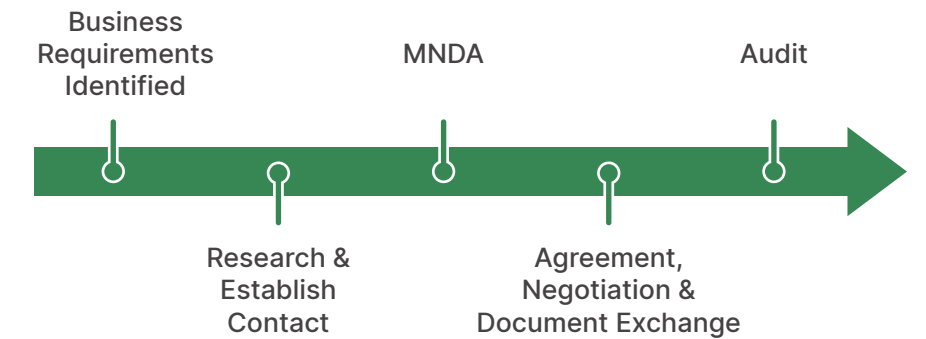 Business
Requirements
Identified
Research &
Establish
Contact
MNDA
Agreement,
Negotiation &
Document Exchange
Audit